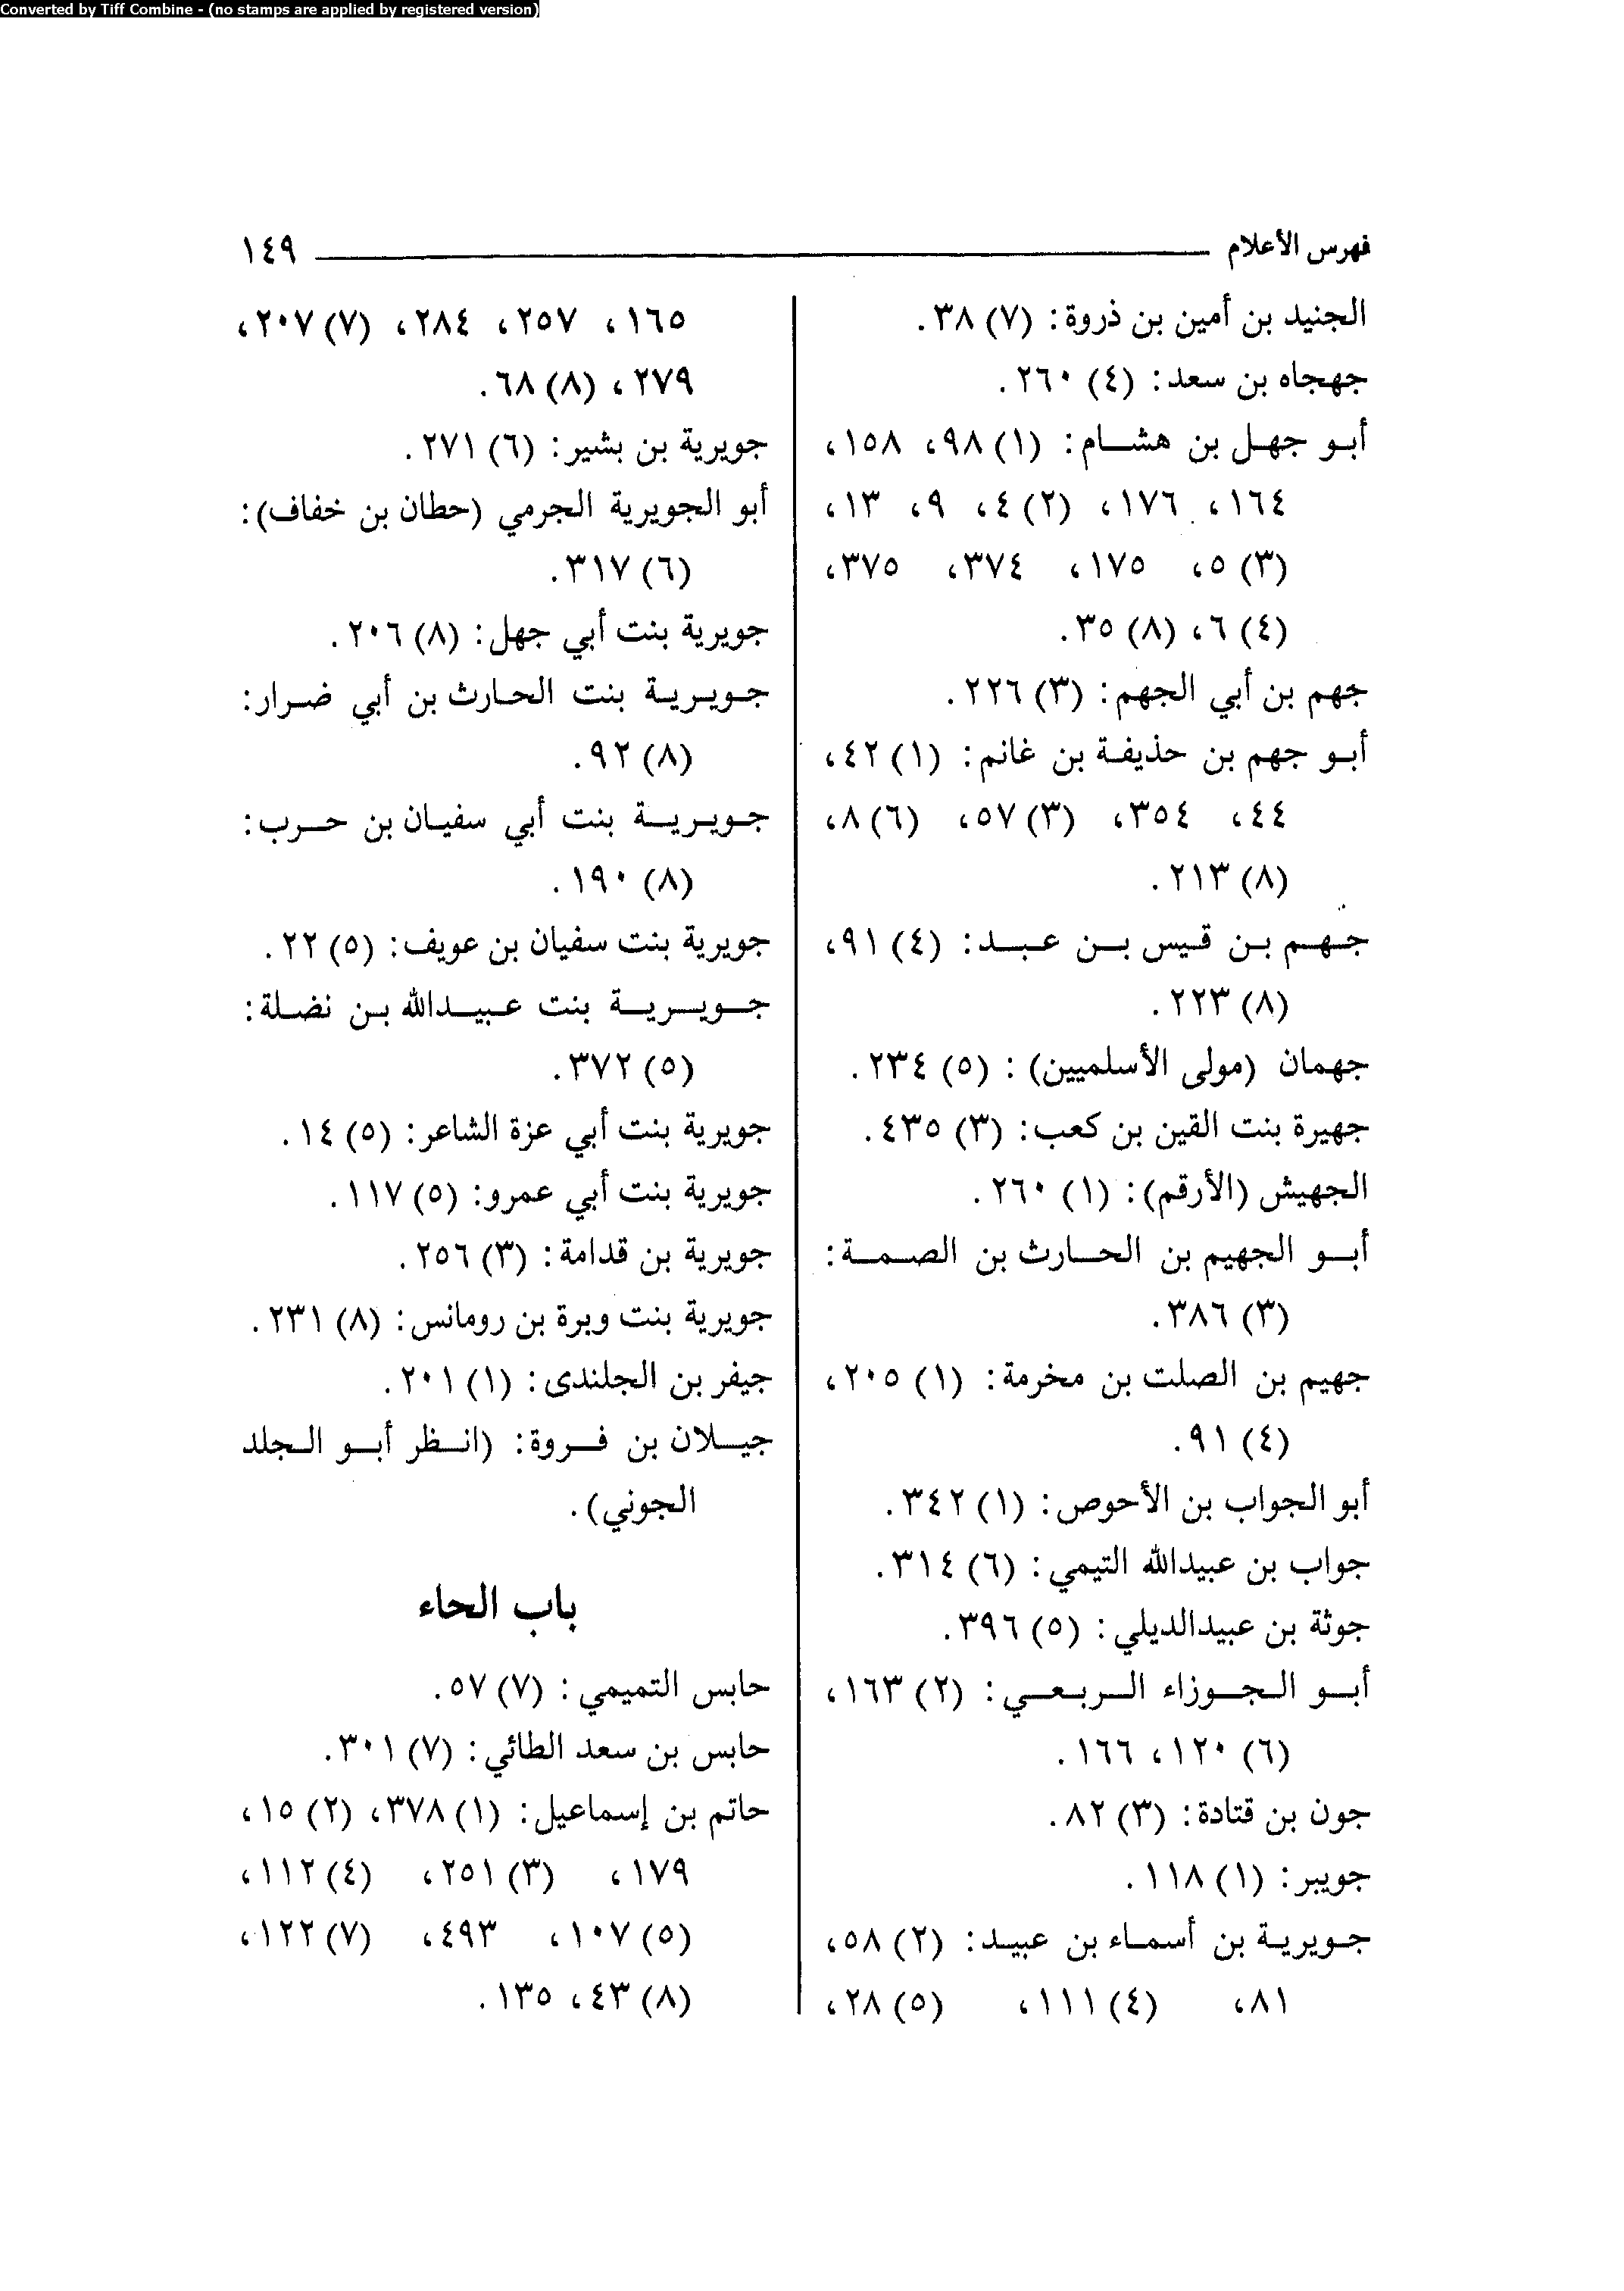 Converted by Tiff Combine - (no stamps are applied by registered version)
فهرس الأعلام ١٤٩
الجنيد بن أمين بن ذروة: (٧) ٣٨.
جهجاه بن سعد: (٤) ٢٦٠.
أبو جهل بن هشام: (١) ٩٨، ١٥٨،
١٦٤، ١٧٦، (٢) ٤، ٩، ١٣،
(٣) ٥، ١٧٥، ٣٧٤، ٣٧٥،
(٤) ٦، (٨) ٣٥.
جهم بن أبي الجهم: (٣) ٢٢٦.
أبو جهم بن حذيفة بن غانم: (١) ٤٢،
٤٤، ٣٥٤، (٣) ٥٧، (٦) ٨،
(٨) ٢١٣.
جهم بن قيس بن عبد: (٤) ٩١،
(٨) ٢٢٣.
جهمان (مولى الأسلميين) : (٥) ٢٣٤.
جهيرة بنت القين بن كعب: (٣) ٤٣٥.
الجهيش (الأرقم): (١) ٢٦٠.
أبو الجهيم بن الحارث بن الصمة:
(٣) ٣٨٦.
جهيم بن الصلت بن مخرمة: (١) ٢٠٥،
(٤) ٩١.
أبو الجواب بن الأحوص: (١) ٣٤٢.
جواب بن عبيدالله التيمي: (٦) ٣١٤.
جوثة بن عبيدالديلي: (٥) ٣٩٦.
أبو الجوزاء الربعي: (٢) ١٦٣،
(٦) ١٢٠، ١٦٦.
جون بن قتادة: (٣) ٨٢.
جويبر: (١) ١١٨.
جويرية بن أسماء بن عبيد: (٢) ٥٨،
٨١، (٤) ١١١، (٥) ٢٨،
١٦٥، ٢٥٧، ٢٨٤، (٧) ٢٠٧،
٢٧٩، (٨) ٦٨.
جويرية بن بشير: (٦) ٢٧١.
أبو الجويرية الجرمي (حطان بن خفاف):
(٦) ٣١٧.
جويرية بنت أبي جهل: (٨) ٢٠٦.
جويرية بنت الحارث بن أبي ضرار:
(٨) ٩٢.
جويرية بنت أبي سفيان بن حرب:
(٨) ١٩٠.
جويرية بنت سفيان بن عويف: (٥) ٢٢.
جويرية بنت عبيدالله بن نضلة:
(٥) ٣٧٢.
جويرية بنت أبي عزة الشاعر: (٥) ١٤.
جويرية بنت أبي عمرو: (٥) ١١٧.
جويرية بن قدامة: (٣) ٢٥٦.
جويرية بنت وبرة بن رومانس: (٨) ٢٣١.
جيفر بن الجلندى: (١) ٢٠١.
جيلان بن فروة: (انظر أبو الجلد
الجوني).
باب الحاء
حابس التميمي: (٧) ٥٧.
حابس بن سعد الطائي: (٧) ٣٠١.
حاتم بن إسماعيل: (١) ٣٧٨، (٢) ١٥،
١٧٩، (٣) ٢٥١، (٤) ١١٢،
(٥) ١٠٧، ٤٩٣، (٧) ١٢٢،
(٨) ٤٣، ١٣٥.